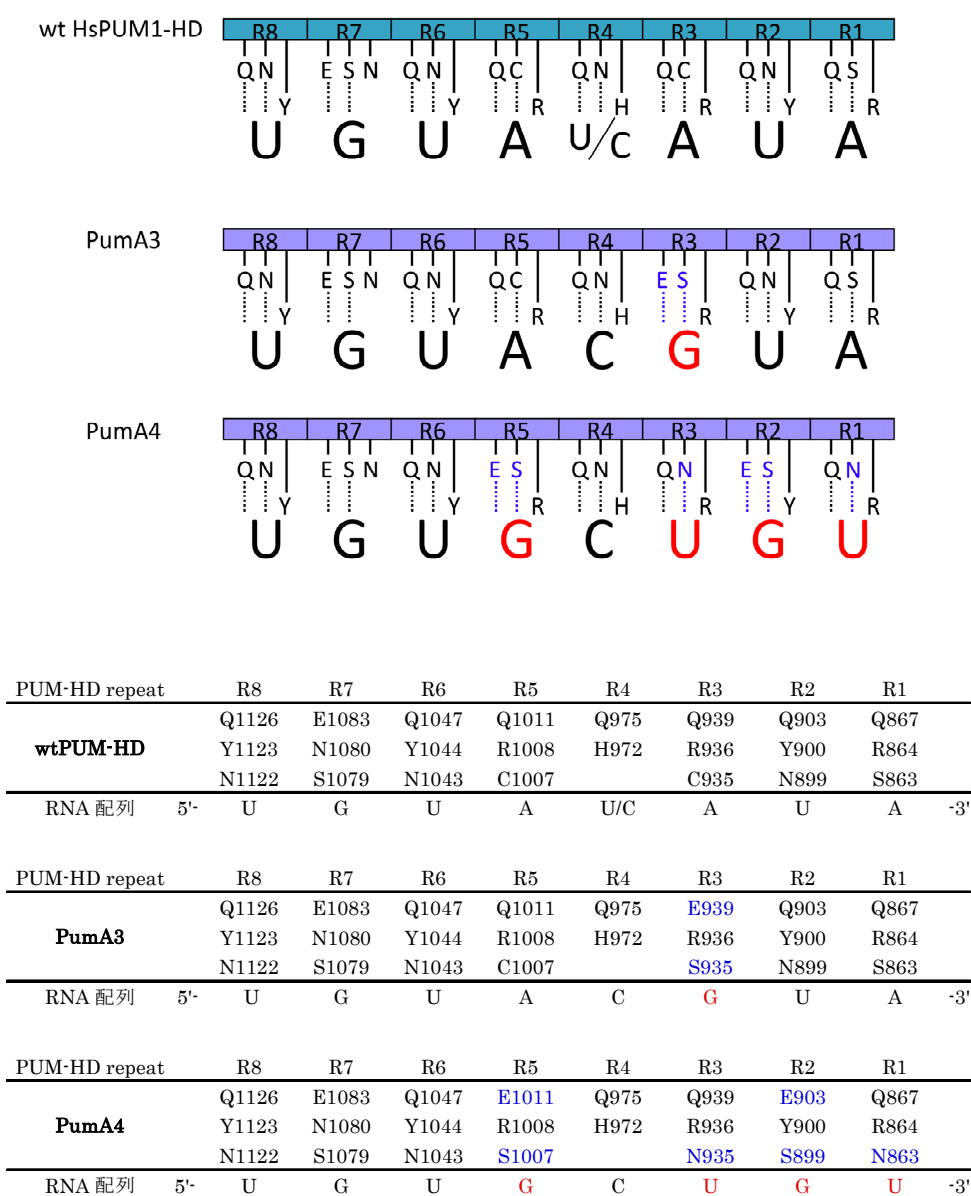 wt HsPUM1-HD R8 R7 R6 R5 R4 R3 R2 R1
Q N E S N Q N Q C Q N Q C Q N Q S
Y Y R H R Y R
U G U A U/C A U A
PumA3 R8 R7 R6 R5 R4 R3 R2 R1
Q N E S N Q N Q C Q N E S Q N Q S
Y Y R H R Y R
U G U A C G U A
PumA4 R8 R7 R6 R5 R4 R3 R2 R1
Q N E S N Q N E S Q N Q N E S Q N
Y Y R H R Y R
U G U G C U G U
PUM-HD repeat R8 R7 R6 R5 R4 R3 R2 R1
Q1126 E1083 Q1047 Q1011 Q975 Q939 Q903 Q867
wtPUM-HD Y1123 N1080 Y1044 R1008 H972 R936 Y900 R864
N1122 S1079 N1043 C1007 C935 N899 S863
RNA 配列 5'- U G U A U/C A U A -3'
PUM-HD repeat R8 R7 R6 R5 R4 R3 R2 R1
Q1126 E1083 Q1047 Q1011 Q975 E939 Q903 Q867
PumA3 Y1123 N1080 Y1044 R1008 H972 R936 Y900 R864
N1122 S1079 N1043 C1007 S935 N899 S863
RNA 配列 5'- U G U A C G U A -3'
PUM-HD repeat R8 R7 R6 R5 R4 R3 R2 R1
Q1126 E1083 Q1047 E1011 Q975 Q939 E903 Q867
PumA4 Y1123 N1080 Y1044 R1008 H972 R936 Y900 R864
N1122 S1079 N1043 S1007 N935 S899 N863
RNA 配列 5'- U G U G C U G U -3'